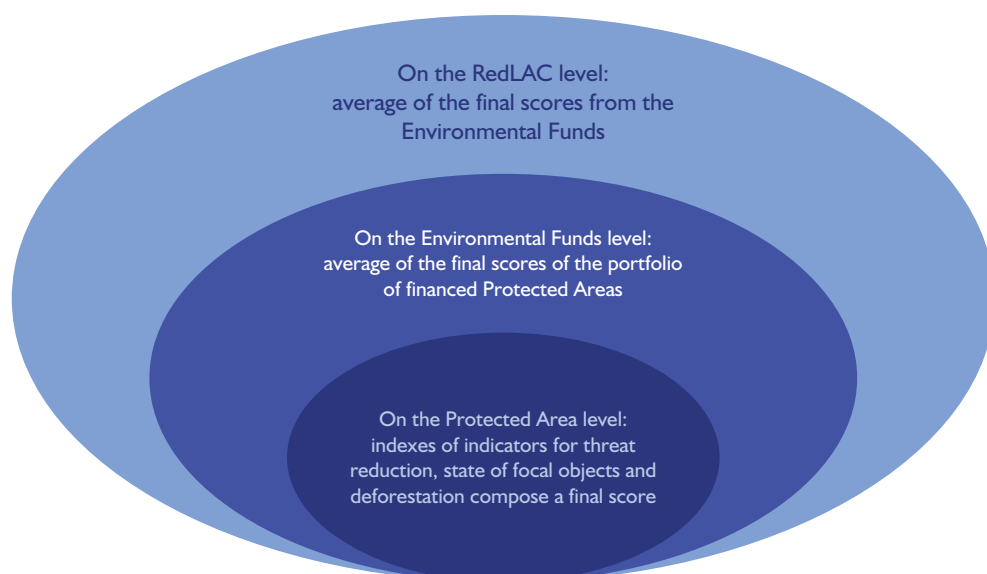 On the RedLAC level:
average of the final scores from the
Environmental Funds
On the Environmental Funds level:
average of the final scores of the portfolio
of financed Protected Areas
On the Protected Area level:
indexes of indicators for threat
reduction, state of focal objects and
deforestation compose a final score